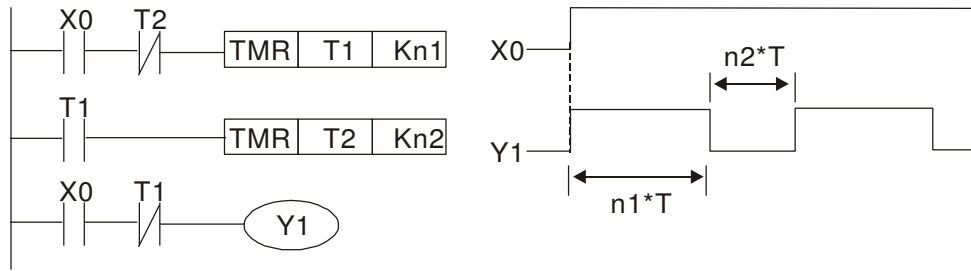 X0 T2
TMR T1 Kn1
T1
TMR T2 Kn2
X0 T1
Y1
X0
n2*T
Y1
n1*T